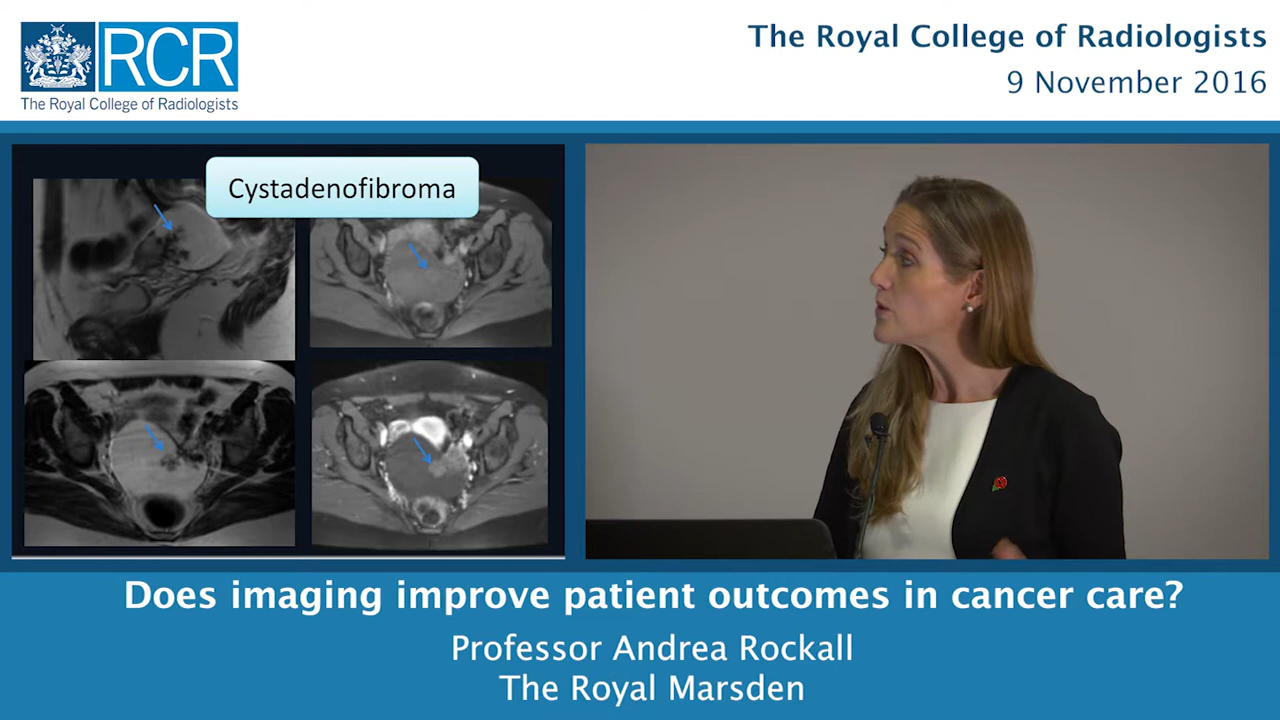 RCR
The Royal College of Radiologists
The Royal College of Radiologists
9 November 2016
Cystadenofibroma
Does imaging improve patient outcomes in cancer care?
Professor Andrea Rockall
The Royal Marsden